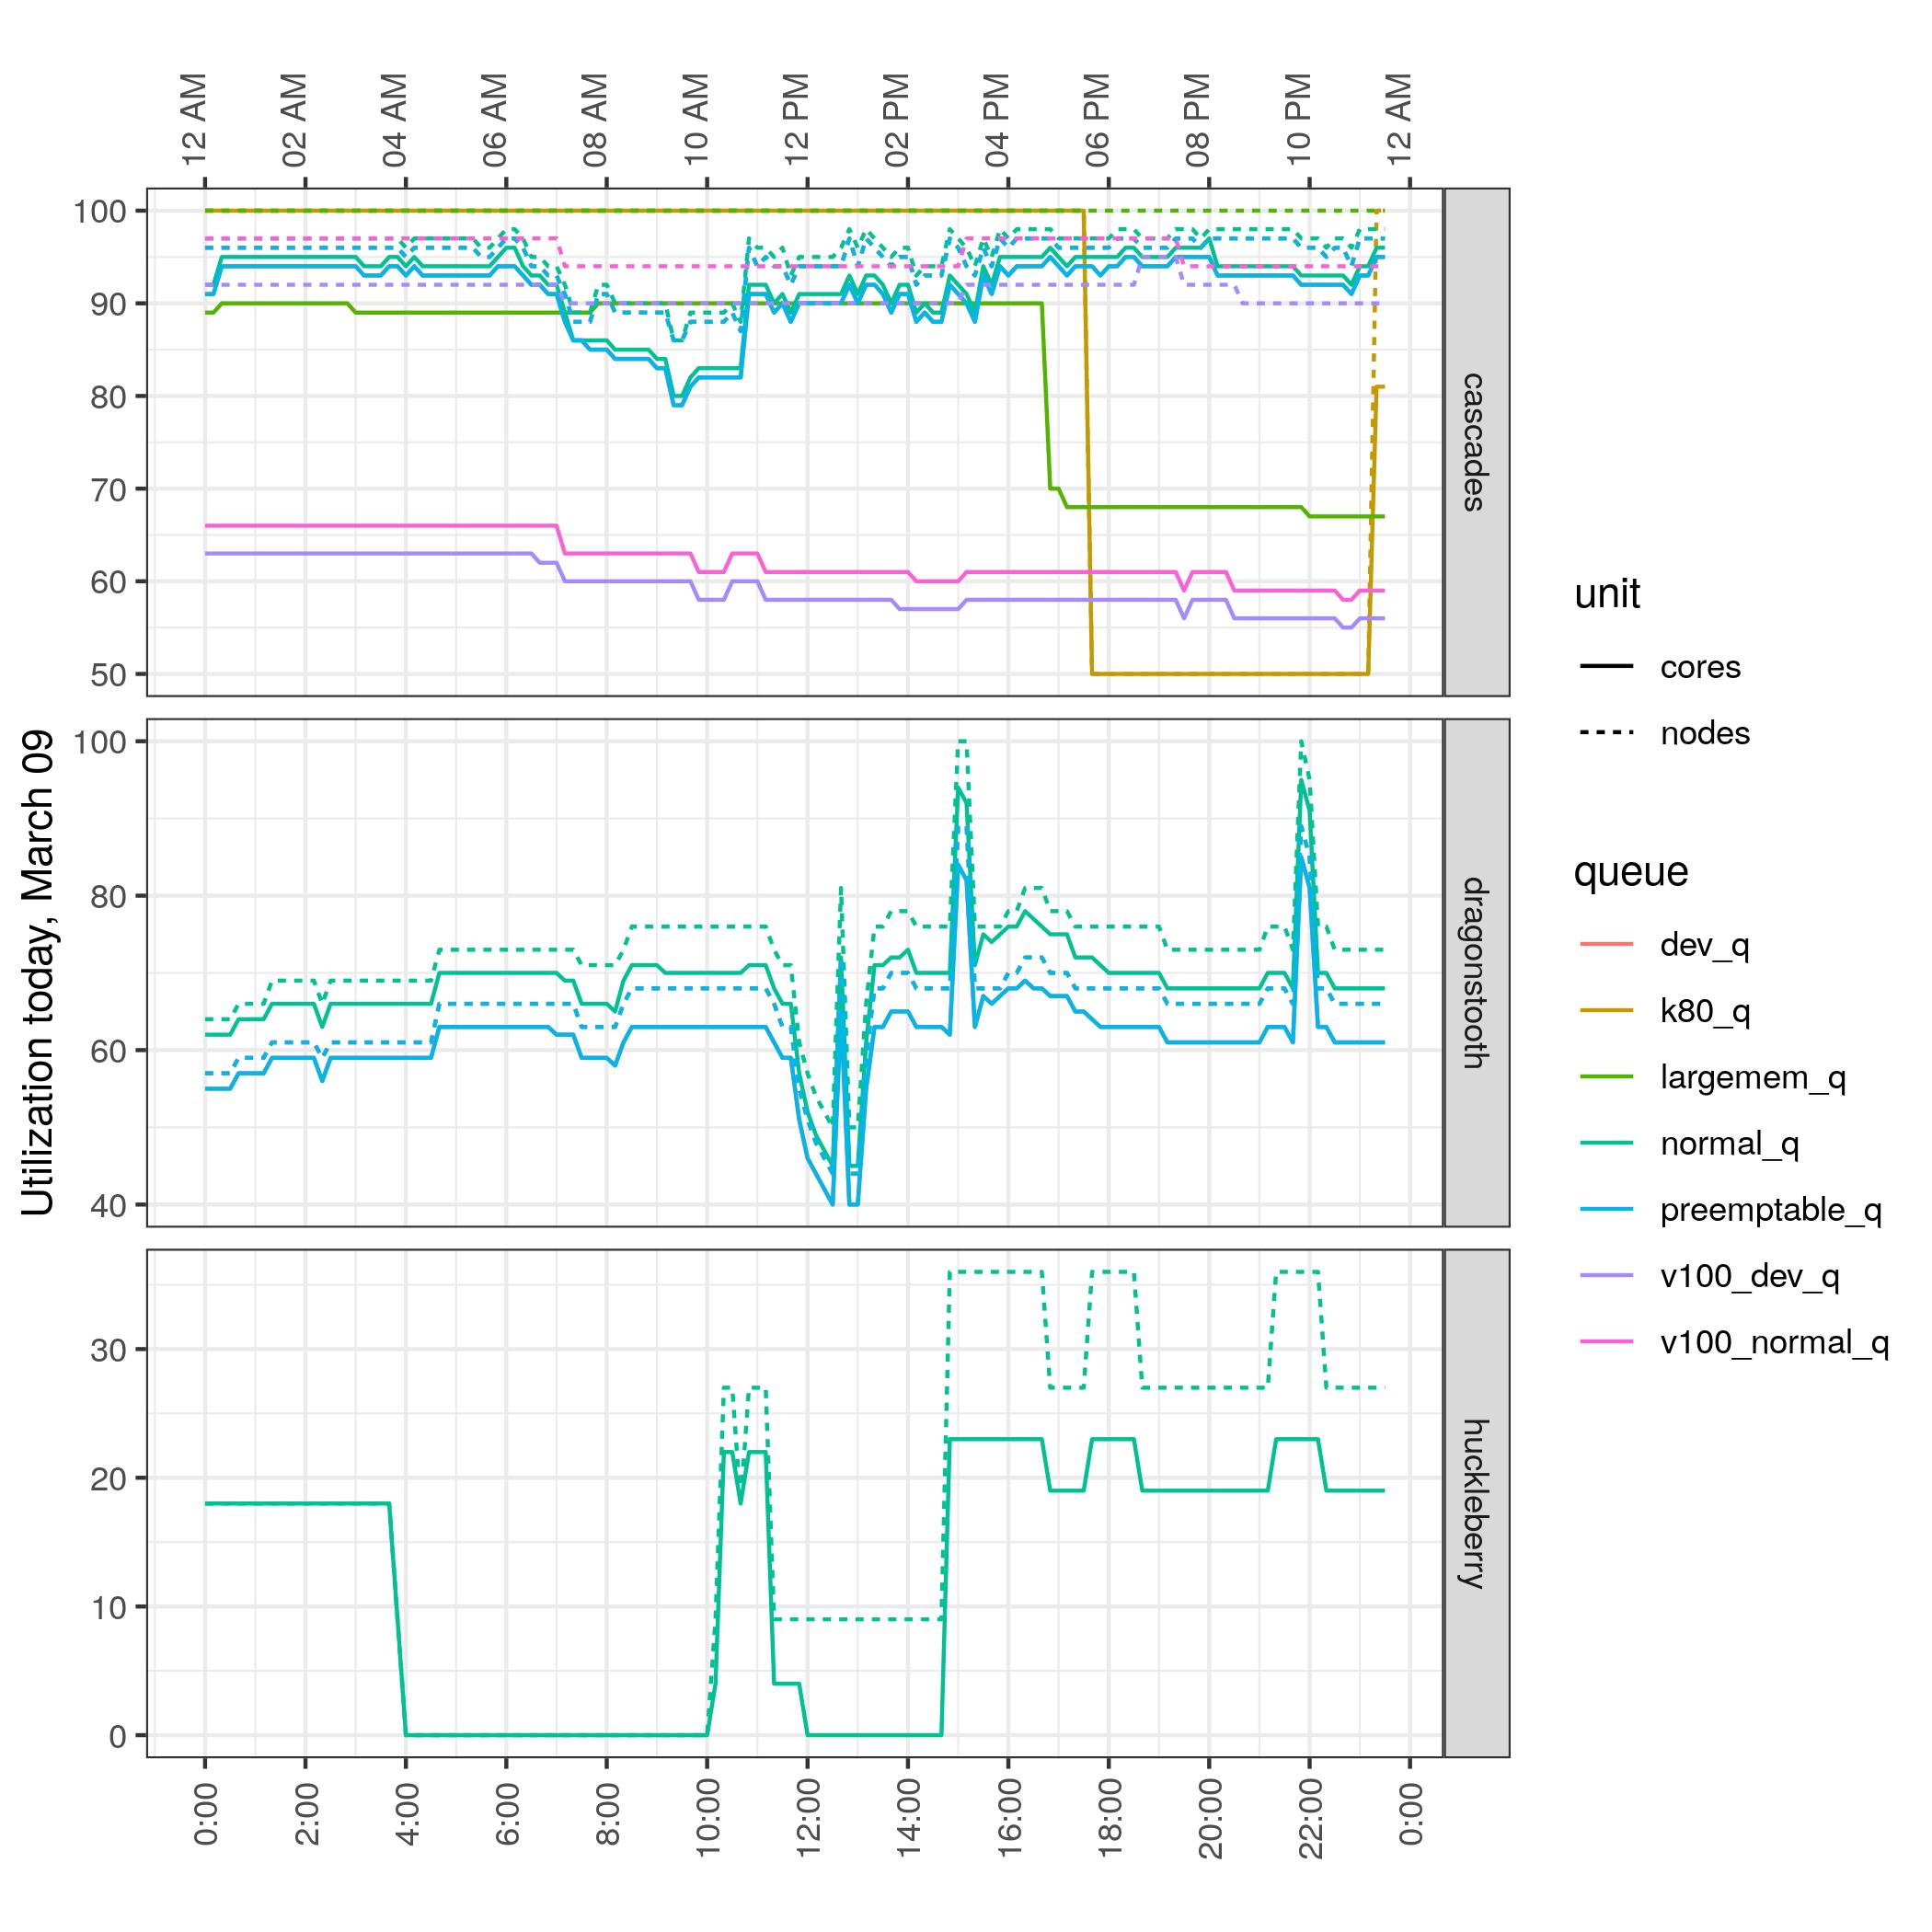 12 AM
02 AM
04 AM
06 AM
08 AM
10 AM
12 PM
02 PM
04 PM
06 PM
08 PM
10 PM
12 AM
Utilization today, March 09
100
90
80
70
60
50
cascades
100
80
60
40
dragonstooth
30
20
10
0
huckleberry
0:00
2:00
4:00
6:00
8:00
10:00
12:00
14:00
16:00
18:00
20:00
22:00
0:00
unit
cores
nodes
queue
dev_q
k80_q
largemem_q
normal_q
preemptable_q
v100_dev_q
v100_normal_q